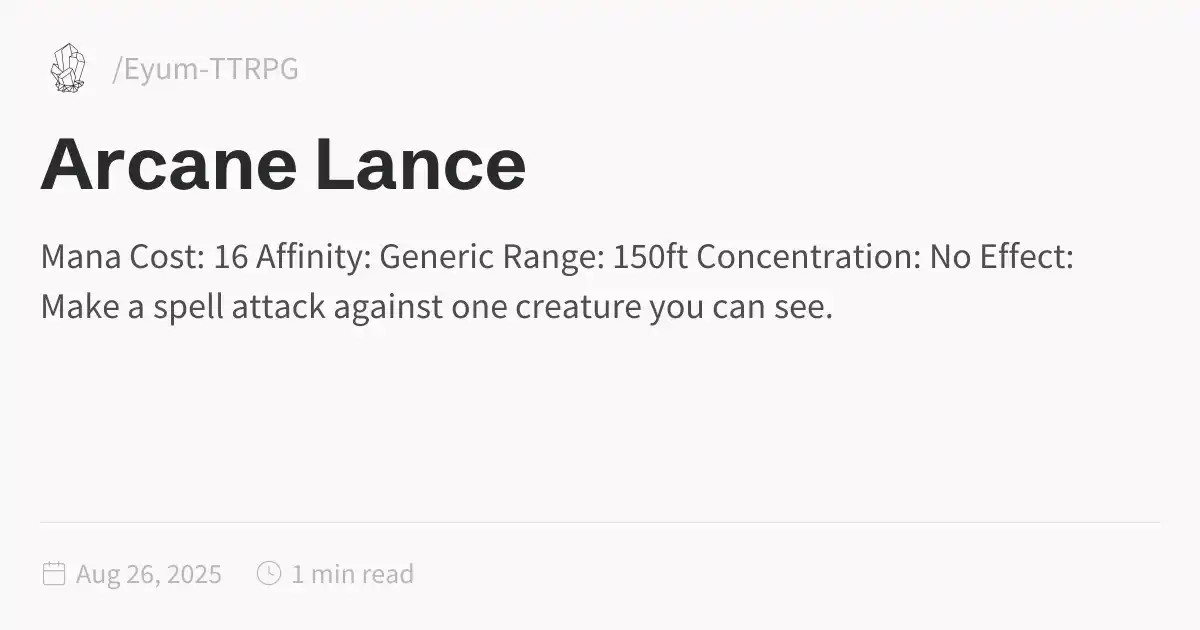 /Eyum-TTRPG
Arcane Lance
Mana Cost: 16 Affinity: Generic Range: 150ft Concentration: No Effect:
Make a spell attack against one creature you can see.
Aug 26, 2025 1 min read